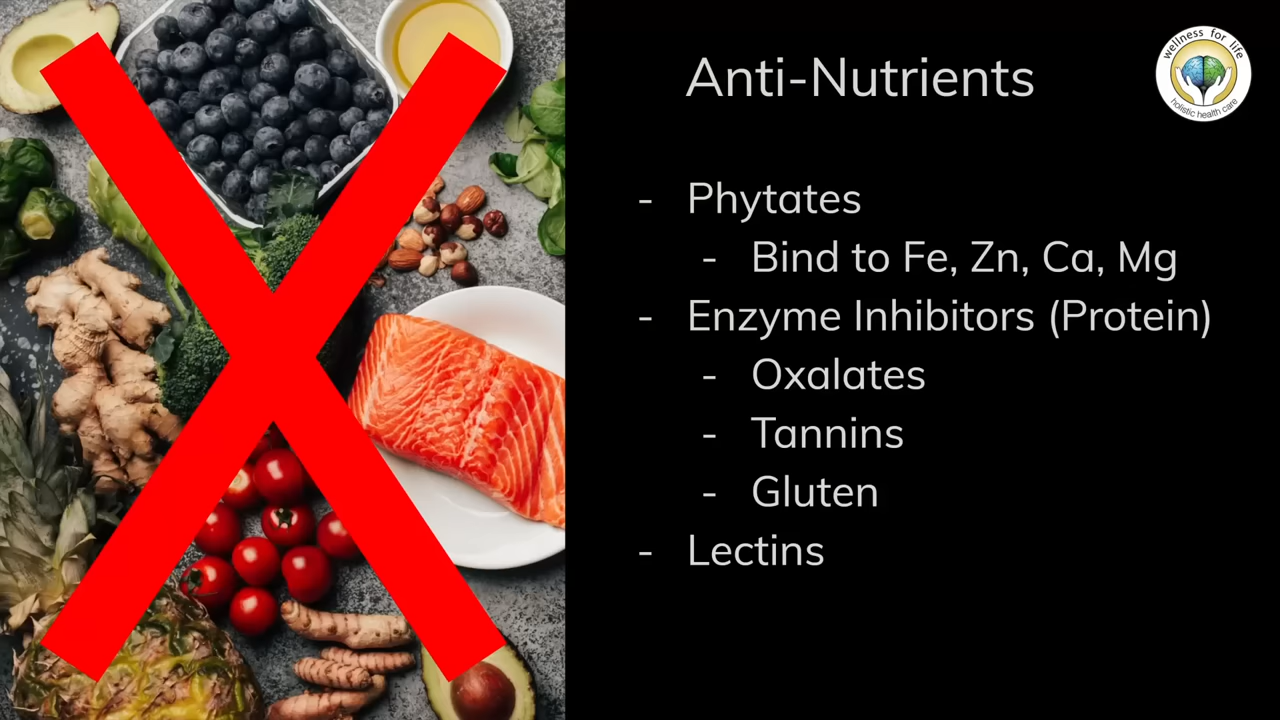 Anti-Nutrients
wellness for life
holistic health care
- Phytates
- Bind to Fe, Zn, Ca, Mg
- Enzyme Inhibitors (Protein)
- Oxalates
- Tannins
- Gluten
- Lectins